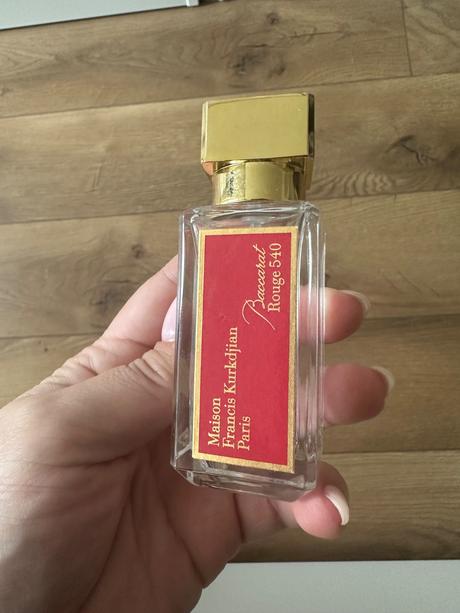 Maison
Francis Kurkdjian
Paris
Baccarat
Rouge 540